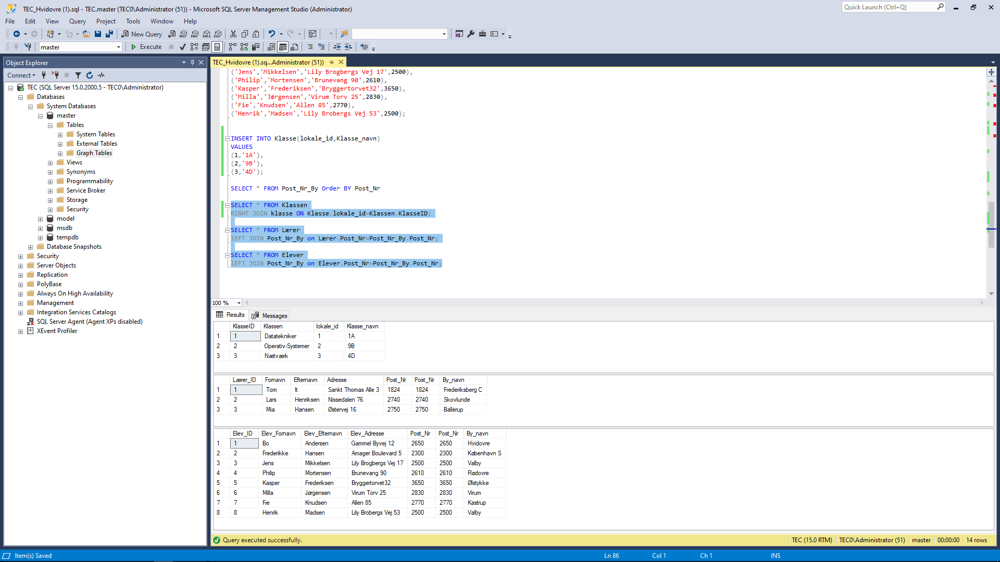 TEC_Hvidovre (1).sql - TEC.master (TEC0\Administrator (51)) - Microsoft SQL Server Management Studio (Administrator)
Quick Launch (Ctrl+Q)
File Edit View Query Project Tools Window Help
New Query MDX DMX XMLA DAX
master Execute
Object Explorer
Connect
TEC (SQL Server 15.0.2000.5 - TEC0\Administrator)
Databases
System Databases
master
Tables
System Tables
External Tables
Graph Tables
Views
Synonyms
Programmability
Service Broker
Storage
Security
model
msdb
tempdb
Database Snapshots
Security
Server Objects
Replication
PolyBase
Always On High Availability
Management
Integration Services Catalogs
SQL Server Agent (Agent XPs disabled)
XEvent Profiler
TEC_Hvidovre (1).sq...Administrator (51))
('Jens','Mikkelsen','Lily Brogbergs Vej 17',2500),
('Philip','Mortensen','Brunevang 90',2610),
('Kasper','Frederiksen','Bryggertorvet32',3650),
('Milla','Jørgensen','Virum Torv 25',2830),
('Fie','Knudsen','Allen 85',2770),
('Henrik','Madsen','Lily Brobergs Vej 53',2500);
INSERT INTO Klasse(lokale_id,Klasse_navn)
VALUES
(1,'1A'),
(2,'9B'),
(3,'4D');
SELECT * FROM Post_Nr_By Order BY Post_Nr
SELECT * FROM Klassen
RIGHT JOIN klasse ON Klasse.lokale_id=Klassen.KlasseID;
SELECT * FROM Lærer
lEFT JOIN Post_Nr_By on Lærer.Post_Nr=Post_Nr_By.Post_Nr;
SELECT * FROM Elever
lEFT JOIN Post_Nr_By on Elever.Post_Nr=Post_Nr_By.Post_Nr;
100 %
Results Messages
KlasseID Klassen lokale_id Klasse_navn
1 1 Datatekniker 1 1A
2 2 Operativ-Systemer 2 9B
3 3 Nætværk 3 4D
Lærer_ID Fornavn Efternavn Adresse Post_Nr Post_Nr By_navn
1 1 Tom It Sankt Thomas Alle 3 1824 1824 Frederiksberg C
2 2 Lars Henriksen Nissedalen 76 2740 2740 Skovlunde
3 3 Mia Hansen Østervej 16 2750 2750 Ballerup
Elev_ID Elev_Fornavn Elev_Efternavn Elev_Adresse Post_Nr Post_Nr By_navn
1 1 Bo Andersen Gammel Byvej 12 2650 2650 Hvidovre
2 2 Frederikke Hansen Amager Boulevard 5 2300 2300 København S
3 3 Jens Mikkelsen Lily Brogbergs Vej 17 2500 2500 Valby
4 4 Philip Mortensen Brunevang 90 2610 2610 Rødovre
5 5 Kasper Frederiksen Bryggertorvet32 3650 3650 Ølstykke
6 6 Milla Jørgensen Virum Torv 25 2830 2830 Virum
7 7 Fie Knudsen Allen 85 2770 2770 Kastrup
8 8 Henrik Madsen Lily Brobergs Vej 53 2500 2500 Valby
Query executed successfully. TEC (15.0 RTM) TEC0\Administrator (51) master 00:00:00 14 rows
Item(s) Saved Ln 86 Col 1 Ch 1 INS